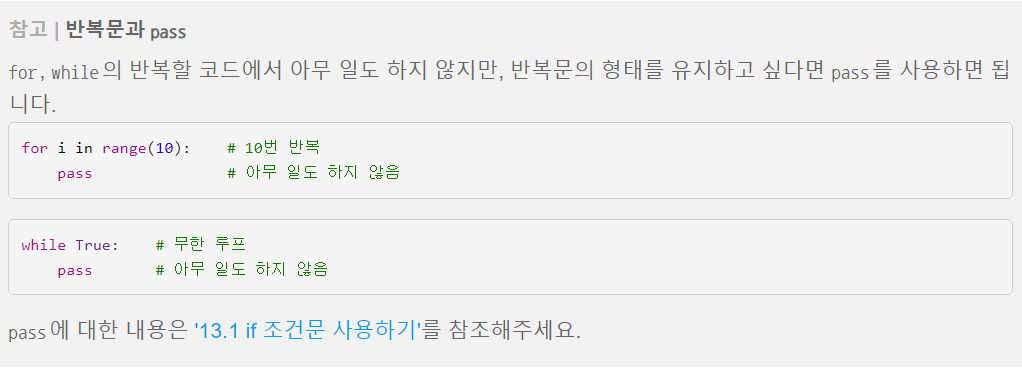 참고 | 반복문과 pass
for, while의 반복할 코드에서 아무 일도 하지 않지만, 반복문의 형태를 유지하고 싶다면 pass를 사용하면 됩
니다.
for i in range(10):    # 10번 반복
    pass               # 아무 일도 하지 않음
while True:    # 무한 루프
    pass       # 아무 일도 하지 않음
pass에 대한 내용은 '13.1 if 조건문 사용하기'를 참조해주세요.